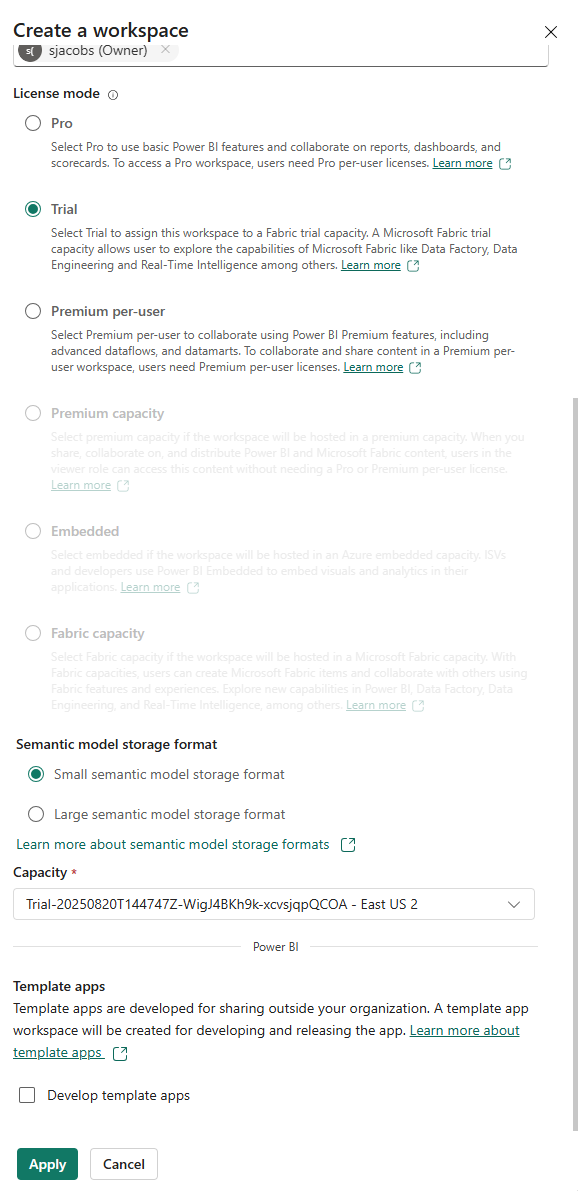 Create a workspace
s(
sjacobs (Owner)
License mode
Pro
Select Pro to use basic Power BI features and collaborate on reports, dashboards, and
scorecards. To access a Pro workspace, users need Pro per-user licenses. Learn more
Trial
Select Trial to assign this workspace to a Fabric trial capacity. A Microsoft Fabric trial
capacity allows user to explore the capabilities of Microsoft Fabric like Data Factory, Data
Engineering and Real-Time Intelligence among others. Learn more
Premium per-user
Select Premium per-user to collaborate using Power BI Premium features, including
advanced dataflows, and datamarts. To collaborate and share content in a Premium per-
user workspace, users need Premium per-user licenses. Learn more
Premium capacity
Select premium capacity if the workspace will be hosted in a premium capacity. When you
share, collaborate on, and distribute Power BI and Microsoft Fabric content, users in the
viewer role can access this content without needing a Pro or Premium per-user license.
Learn more
Embedded
Select embedded if the workspace will be hosted in an Azure embedded capacity. ISVs
and developers use Power BI Embedded to embed visuals and analytics in their
applications. Learn more
Fabric capacity
Select Fabric capacity if the workspace will be hosted in a Microsoft Fabric capacity. With
Fabric capacities, users can create Microsoft Fabric items and collaborate with others using
Fabric features and experiences. Explore new capabilities in Power BI, Data Factory, Data
Engineering, and Real-Time Intelligence, among others. Learn more
Semantic model storage format
Small semantic model storage format
Large semantic model storage format
Learn more about semantic model storage formats
Capacity *
Trial-20250820T144747Z-WigJ4BKh9k-xcvsjqpQCOA - East US 2
Power BI
Template apps
Template apps are developed for sharing outside your organization. A template app
workspace will be created for developing and releasing the app. Learn more about
template apps
Develop template apps
Apply
Cancel